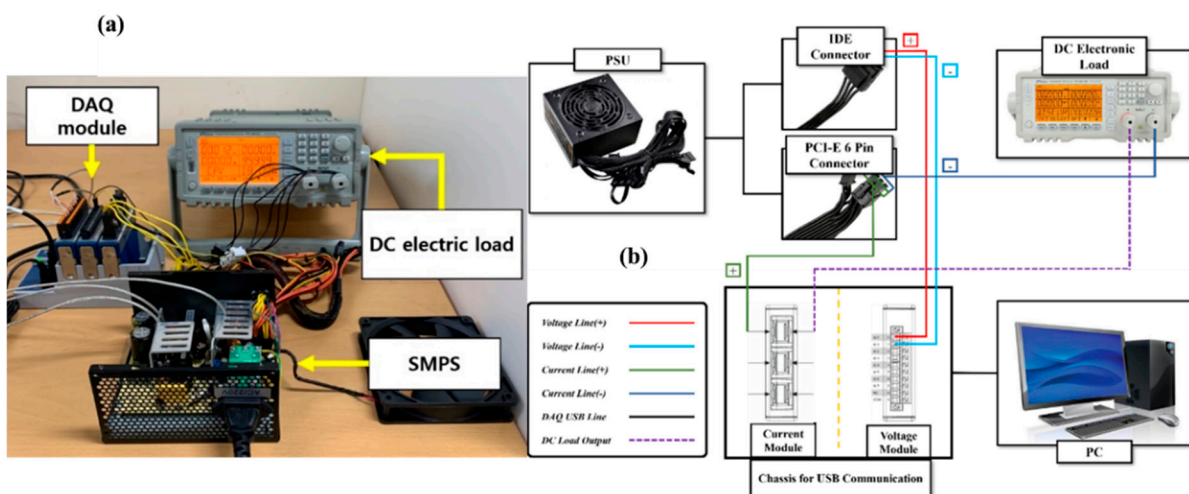 (a)
DAQ
module
DC electric load
SMPS
(b)
PSU
IDE
Connector
+
-
PCI-E 6 Pin
Connector
-
DC Electronic
Load
+
Voltage Line(+)
Voltage Line(-)
Current Line(+)
Current Line(-)
DAQ USB Line
DC Load Output
Current
Module
Voltage
Module
Chassis for USB Communication
PC